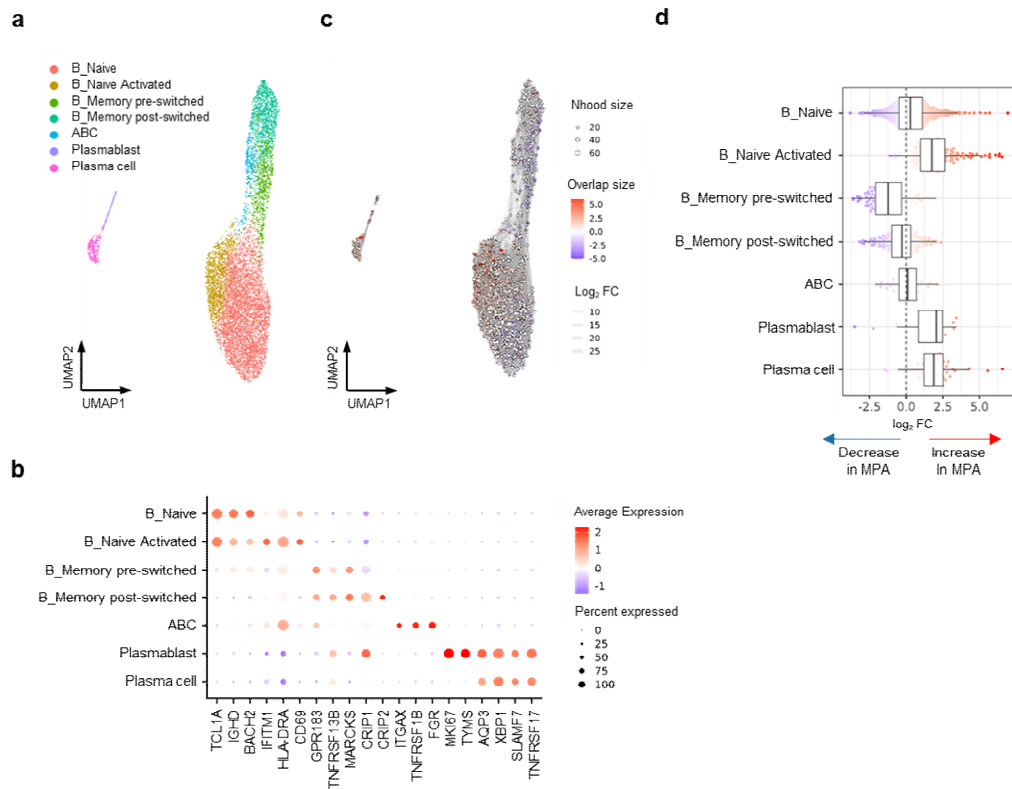 a
B_Naive
B_Naive Activated
B_Memory pre-switched
B_Memory post-switched
ABC
Plasmablast
Plasma cell
UMAP2
UMAP1
c
Nhood size
20
40
60
Overlap size
5.0
2.5
0.0
-2.5
-5.0
Log₂ FC
10
15
20
25
UMAP2
UMAP1
d
B_Naive
B_Naive Activated
B_Memory pre-switched
B_Memory post-switched
ABC
Plasmablast
Plasma cell
-2.5 0.0 2.5 5.0
log₂ FC
Decrease
in MPA
Increase
In MPA
b
B_Naive
B_Naive Activated
B_Memory pre-switched
B_Memory post-switched
ABC
Plasmablast
Plasma cell
TCL1A
IGHD
BACH2
IFITM1
HLA-DRA
CD69
GPR183
TNFRSF13B
MARCKS
CRIP1
CRIP2
ITGAX
TNFRSF1B
FGR
MKI67
TYMS
AQP3
XBP1
SLAMF7
TNFRSF17
Average Expression
2
1
0
-1
Percent expressed
0
25
50
75
100